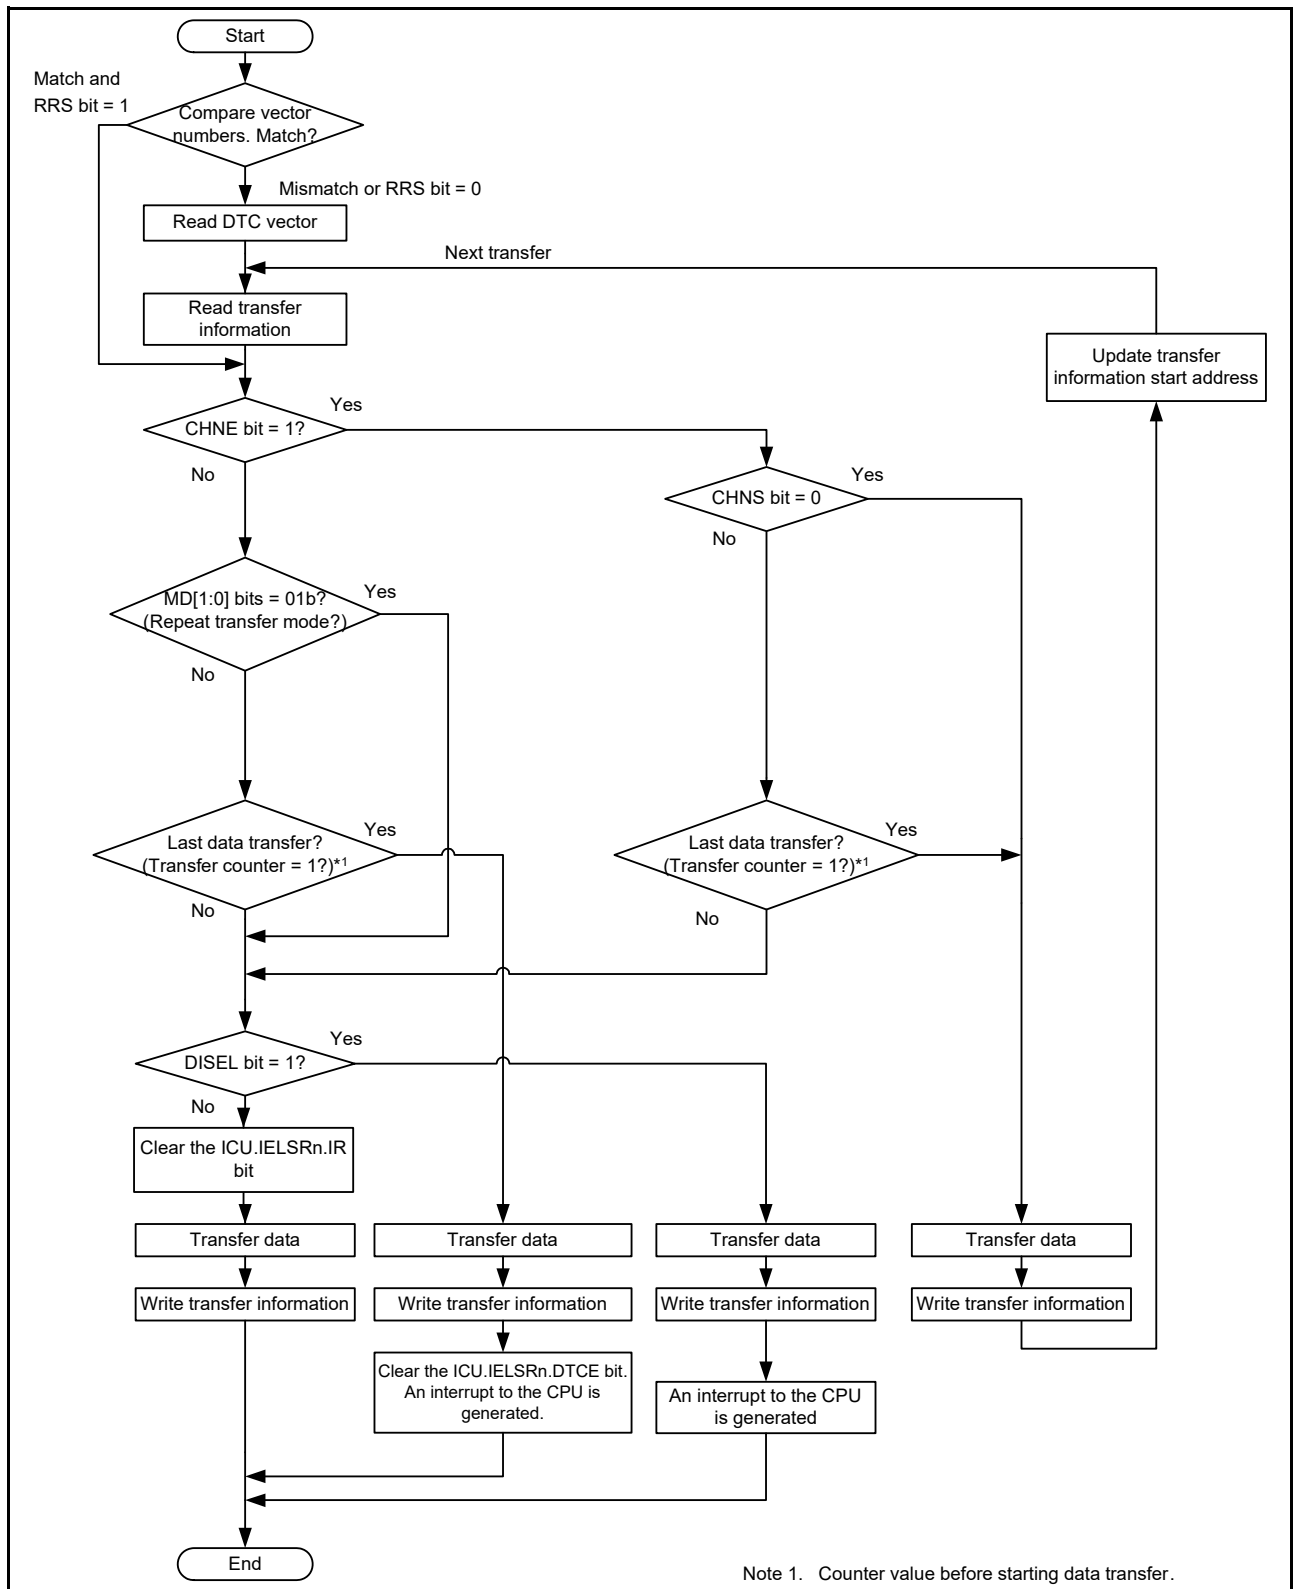 Start
Match and
RRS bit = 1
Compare vector
numbers. Match?
Mismatch or RRS bit = 0
Read DTC vector
Next transfer
Read transfer
information
Update transfer
information start address
Yes
CHNE bit = 1?
No
Yes
CHNS bit = 0
No
Yes
MD[1:0] bits = 01b?
(Repeat transfer mode?)
No
Yes
Last data transfer?
(Transfer counter = 1?)*1
No
Yes
Last data transfer?
(Transfer counter = 1?)*1
No
Yes
DISEL bit = 1?
No
Clear the ICU.IELSRn.IR
bit
Transfer data
Transfer data
Transfer data
Transfer data
Write transfer information
Write transfer information
Write transfer information
Write transfer information
Clear the ICU.IELSRn.DTCE bit.
An interrupt to the CPU is
generated.
An interrupt to the CPU
is generated
End
Note 1. Counter value before starting data transfer.